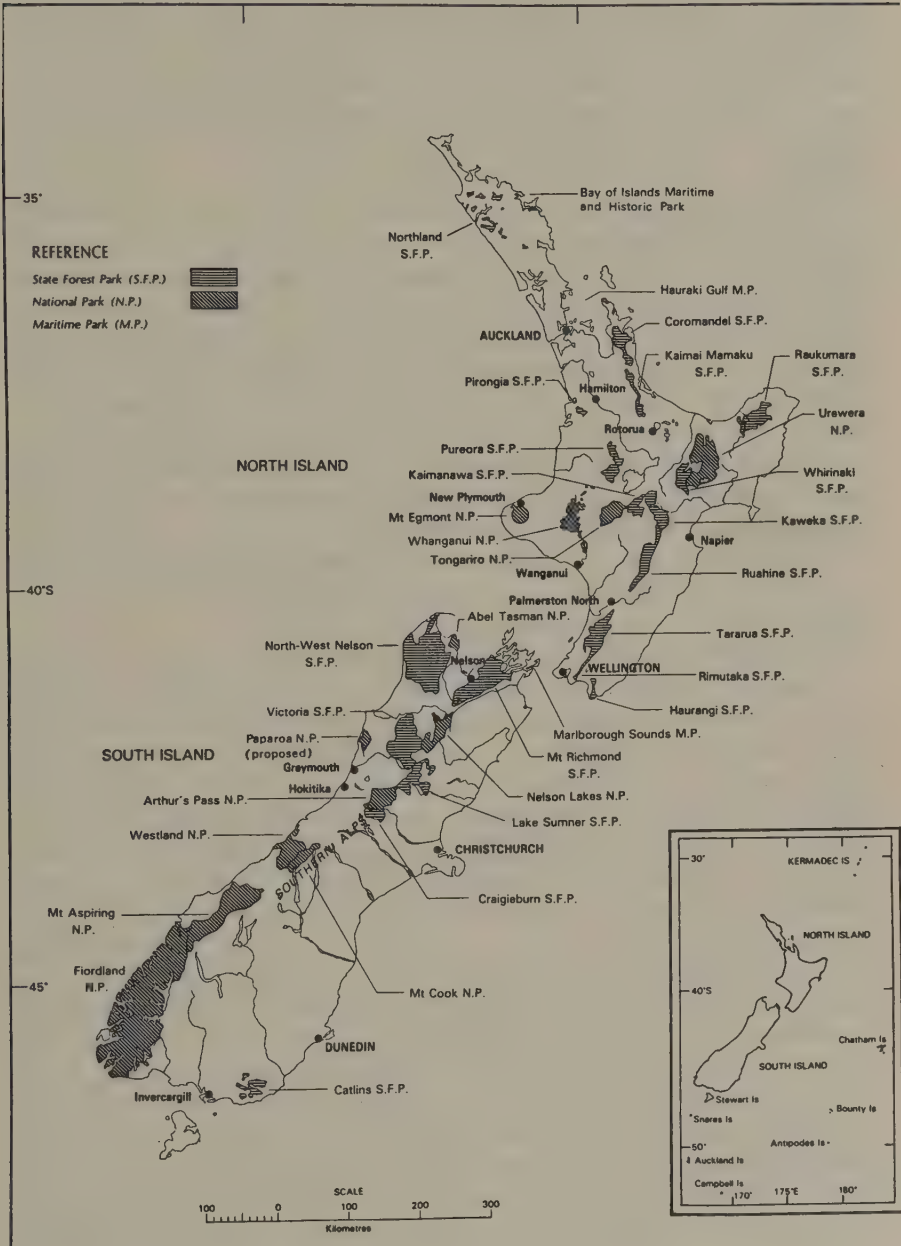 35°
Bay of Islands Maritime
and Historic Park
Northland
S.F.P.
REFERENCE
State Forest Park (S.F.P.)
National Park (N.P.)
Maritime Park (M.P.)
Hauraki Gulf M.P.
AUCKLAND
Coromandel S.F.P.
Kaimai Mamaku
S.F.P.
Raukumara
S.F.P.
Pirongia S.F.P.
Hamilton
Rotorua
Urewera
N.P.
Pureora S.F.P.
NORTH ISLAND
Kaimanawa S.F.P.
Whirinaki
S.F.P.
New Plymouth
Mt Egmont N.P.
Kaweka S.F.P.
Whanganui N.P.
Napier
Tongariro N.P.
Wanganui
Ruahine S.F.P.
40°S
Palmerston North
Abel Tasman N.P.
North-West Nelson
S.F.P.
Nelson
Tararua S.F.P.
WELLINGTON
Rimutaka S.F.P.
Haurangi S.F.P.
Victoria S.F.P.
Marlborough Sounds M.P.
SOUTH ISLAND
Paparoa N.P.
(proposed)
Mt Richmond
S.F.P.
Greymouth
Hokitika
Nelson Lakes N.P.
Arthur's Pass N.P.
Lake Sumner S.F.P.
Westland N.P.
SOUTHERN ALPS
CHRISTCHURCH
Craigieburn S.F.P.
Mt Aspiring
N.P.
Fiordland
N.P.
45°
Mt Cook N.P.
DUNEDIN
Invercargill
Catlins S.F.P.
SCALE
100 0 100 200 300
Kilometres
30°
KERMADEC IS
NORTH ISLAND
40°S
Chatham Is
SOUTH ISLAND
Stewart Is
Snares Is
Bounty Is
50°
Antipodes Is
Auckland Is
Campbell Is
170° 175°E 180°